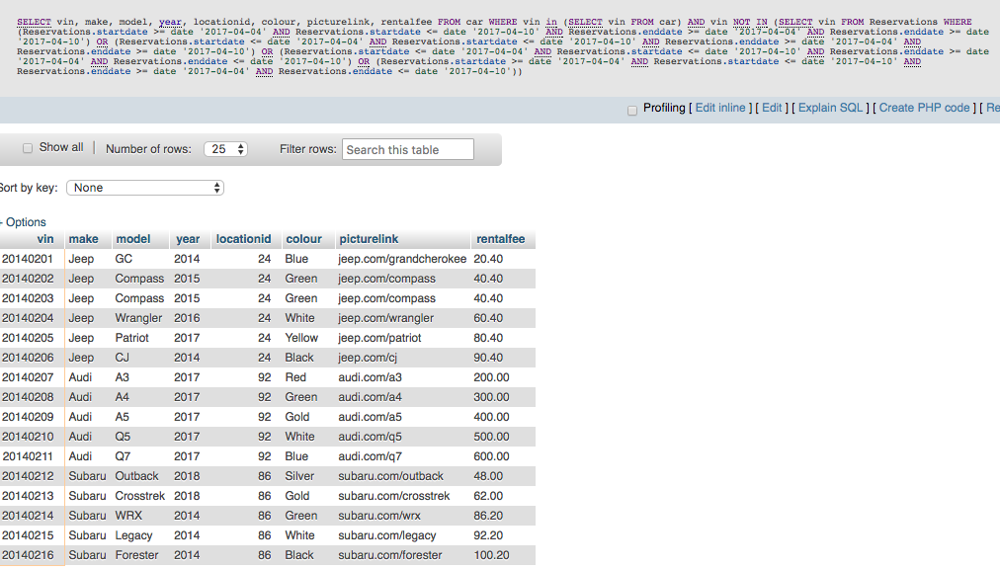 SELECT vin, make, model, year, locationid, colour, picturelink, rentalfee FROM car WHERE vin in (SELECT vin FROM car) AND vin NOT IN (SELECT vin FROM Reservations WHERE
(Reservations.startdate >= date '2017-04-04' AND Reservations.startdate <= date '2017-04-10' AND Reservations.enddate >= date '2017-04-04' AND Reservations.enddate >= date
'2017-04-10') OR (Reservations.startdate <= date '2017-04-04' AND Reservations.startdate <= date '2017-04-10' AND Reservations.enddate >= date '2017-04-04' AND
Reservations.enddate >= date '2017-04-10') OR (Reservations.startdate <= date '2017-04-04' AND Reservations.startdate <= date '2017-04-10' AND Reservations.enddate >= date
'2017-04-04' AND Reservations.enddate <= date '2017-04-10') OR (Reservations.startdate >= date '2017-04-04' AND Reservations.startdate <= date '2017-04-10' AND
Reservations.enddate >= date '2017-04-04' AND Reservations.enddate <= date '2017-04-10'))
Profiling [ Edit inline ] [ Edit ] [ Explain SQL ] [ Create PHP code ] [ Re
Show all | Number of rows: 25 Filter rows: Search this table
Sort by key: None
+ Options
vin make model year locationid colour picturelink rentalfee
20140201 Jeep GC 2014 24 Blue jeep.com/grandcherokee 20.40
20140202 Jeep Compass 2015 24 Green jeep.com/compass 40.40
20140203 Jeep Compass 2015 24 Green jeep.com/compass 40.40
20140204 Jeep Wrangler 2016 24 White jeep.com/wrangler 60.40
20140205 Jeep Patriot 2017 24 Yellow jeep.com/patriot 80.40
20140206 Jeep CJ 2014 24 Black jeep.com/cj 90.40
20140207 Audi A3 2017 92 Red audi.com/a3 200.00
20140208 Audi A4 2017 92 Green audi.com/a4 300.00
20140209 Audi A5 2017 92 Gold audi.com/a5 400.00
20140210 Audi Q5 2017 92 White audi.com/q5 500.00
20140211 Audi Q7 2017 92 Blue audi.com/q7 600.00
20140212 Subaru Outback 2018 86 Silver subaru.com/outback 48.00
20140213 Subaru Crosstrek 2018 86 Gold subaru.com/crosstrek 62.00
20140214 Subaru WRX 2014 86 Green subaru.com/wrx 86.20
20140215 Subaru Legacy 2014 86 White subaru.com/legacy 92.20
20140216 Subaru Forester 2014 86 Black subaru.com/forester 100.20